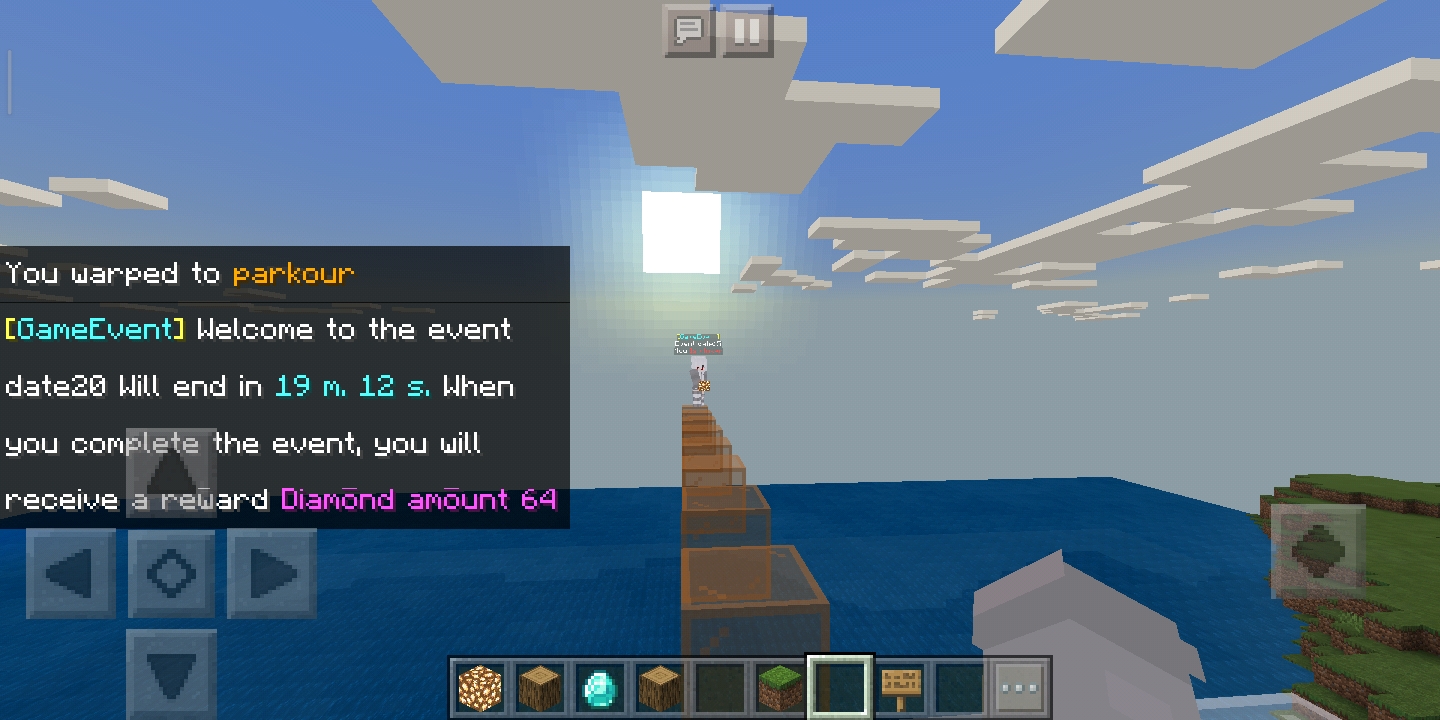 You warped to parkour
[GameEvent] Welcome to the event
date20 Will end in 19 m. 12 s. When
you complete the event, you will
receive a reward Diamond amount 64